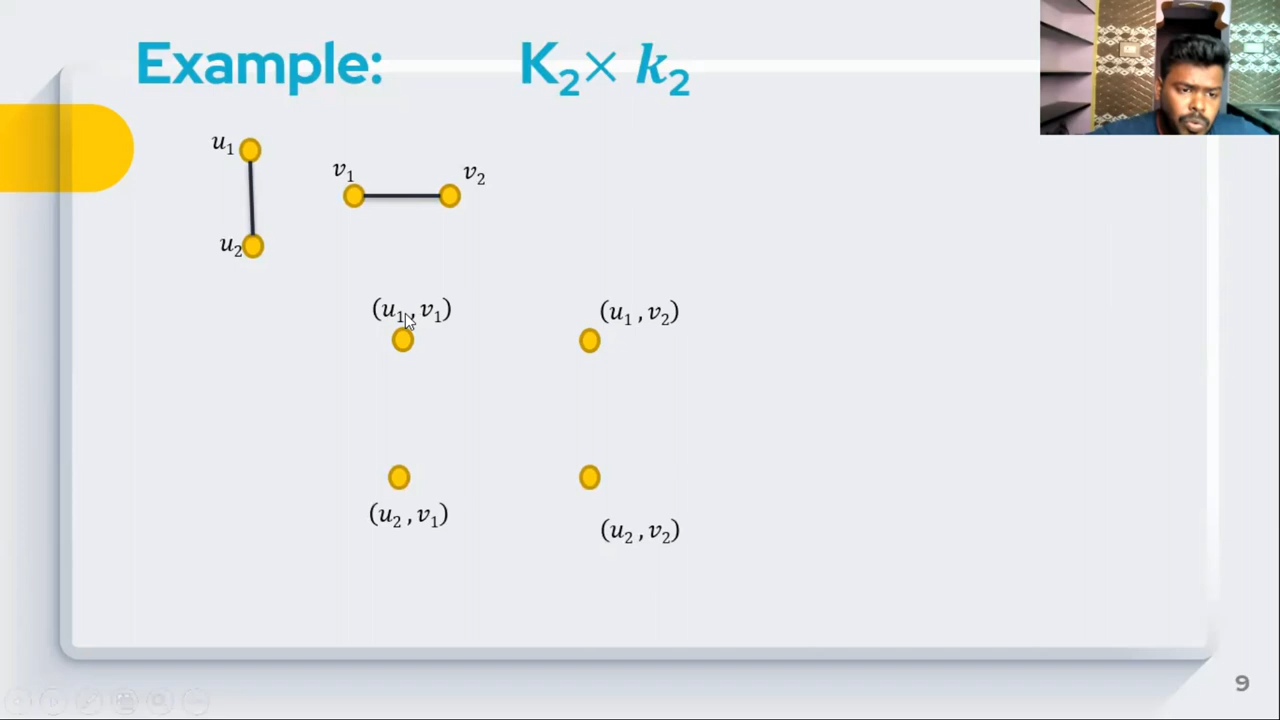 Example: K₂× k₂
u₁
v₁ v₂
u₂
(u₁, v₁) (u₁, v₂)
(u₂, v₁)
(u₂, v₂)
9